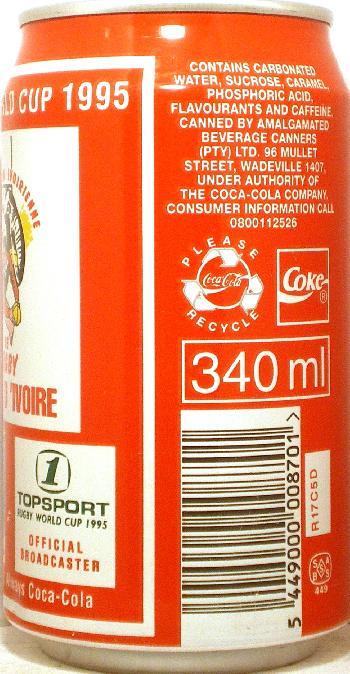 LD CUP 1995
IVOIRE
1
TOPSPORT
RUGBY WORLD CUP 1995
OFFICIAL
BROADCASTER
Always Coca-Cola
CONTAINS CARBONATED
WATER, SUCROSE, CARAMEL,
PHOSPHORIC ACID,
FLAVOURANTS AND CAFFEINE.
CANNED BY AMALGAMATED
BEVERAGE CANNERS
(PTY) LTD. 96 MULLET
STREET, WADEVILLE 1407,
UNDER AUTHORITY OF
THE COCA-COLA COMPANY.
CONSUMER INFORMATION CALL
0800112526
PLEASE
Coca-Cola
RECYCLE
Coke®
340 ml
5 449000 008701 >
R17C5D
SABS
449